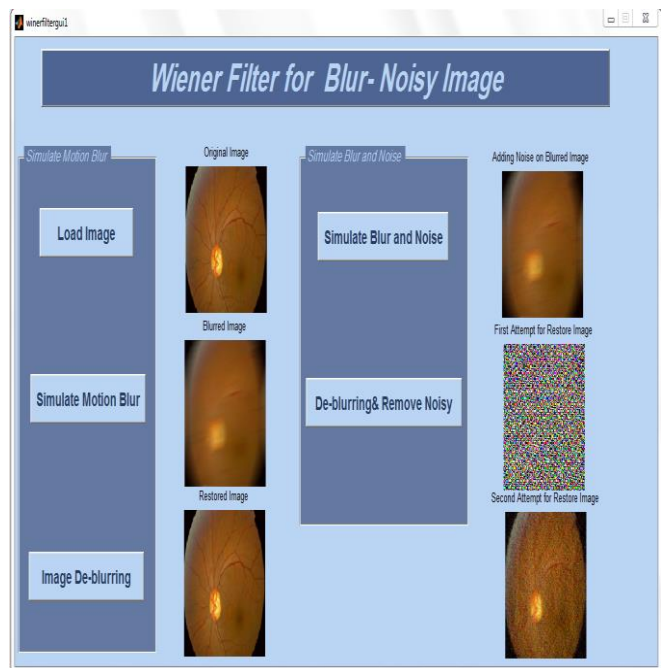 winerfiltergui1
Wiener Filter for Blur- Noisy Image
Simulate Motion Blur
Load Image
Simulate Motion Blur
Image De-blurring
Original Image
Blurred Image
Restored Image
Simulate Blur and Noise
Simulate Blur and Noise
De-blurring& Remove Noisy
Adding Noise on Blurred Image
First Attempt for Restore Image
Second Attempt for Restore Image